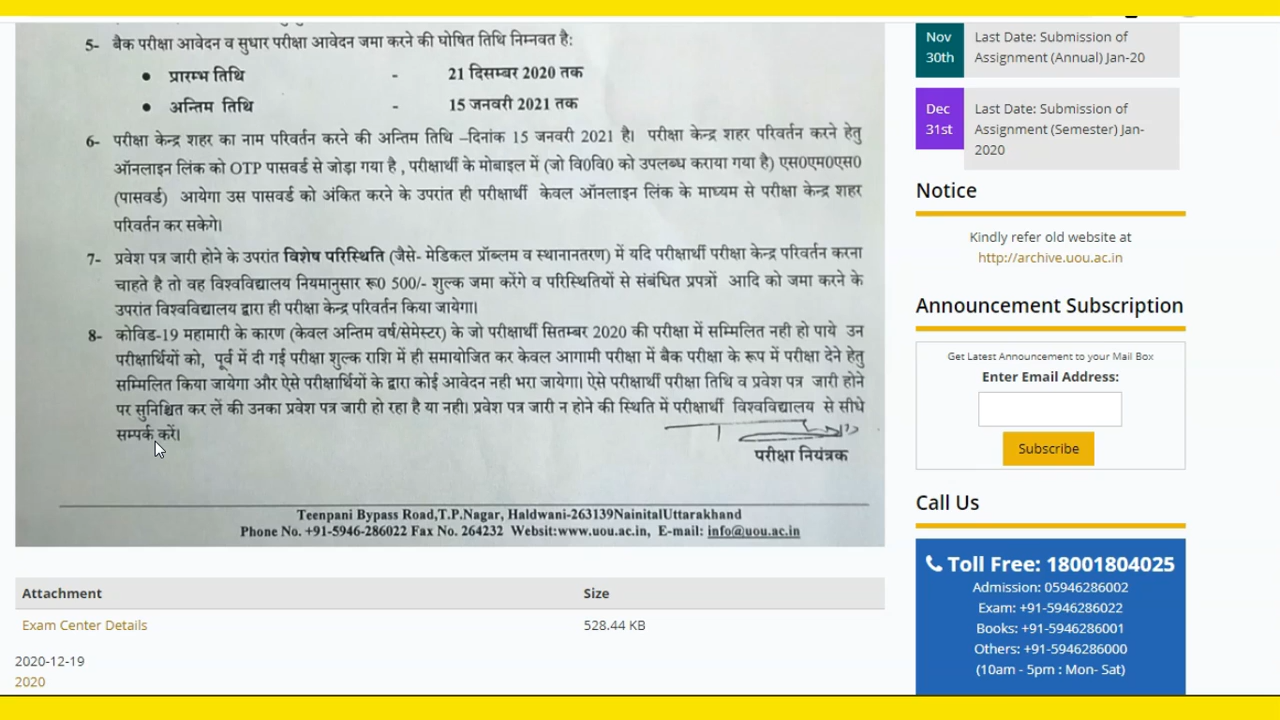 5- बैक परीक्षा आवेदन व सुधार परीक्षा आवेदन जमा करने की घोषित तिथि निम्नवत है:
• प्रारम्भ तिथि - 21 दिसम्बर 2020 तक
• अन्तिम तिथि - 15 जनवरी 2021 तक
6- परीक्षा केन्द्र शहर का नाम परिवर्तन करने की अन्तिम तिथि –दिनांक 15 जनवरी 2021 है। परीक्षा केन्द्र शहर परिवर्तन करने हेतु
ऑनलाइन लिंक को OTP पासवर्ड से जोड़ा गया है , परीक्षार्थी के मोबाइल में (जो वि0वि0 को उपलब्ध कराया गया है) एस0एम0एस0
(पासवर्ड) आयेगा उस पासवर्ड को अंकित करने के उपरांत ही परीक्षार्थी केवल ऑनलाइन लिंक के माध्यम से परीक्षा केन्द्र शहर
परिवर्तन कर सकेगे।
7- प्रवेश पत्र जारी होने के उपरांत विशेष परिस्थिति (जैसे- मेडिकल प्रॉब्लम व स्थानानतरण) में यदि परीक्षार्थी परीक्षा केन्द्र परिवर्तन करना
चाहते है तो वह विश्वविद्यालय नियमानुसार रू0 500/- शुल्क जमा करेंगे व परिस्थितियों से संबंधित प्रपत्रों आदि को जमा करने के
उपरांत विश्वविद्यालय द्वारा ही परीक्षा केन्द्र परिवर्तन किया जायेगा।
8- कोविड-19 महामारी के कारण (केवल अन्तिम वर्ष/सेमेस्टर) के जो परीक्षार्थी सितम्बर 2020 की परीक्षा में सम्मिलित नही हो पाये उन
परीक्षार्थियों को, पूर्व में दी गई परीक्षा शुल्क राशि में ही समायोजित कर केवल आगामी परीक्षा में बैक परीक्षा के रूप में परीक्षा देने हेतु
सम्मिलित किया जायेगा और ऐसे परीक्षार्थियों के द्वारा कोई आवेदन नही भरा जायेगा। ऐसे परीक्षार्थी परीक्षा तिथि व प्रवेश पत्र जारी होने
पर सुनिश्चित कर लें की उनका प्रवेश पत्र जारी हो रहा है या नही। प्रवेश पत्र जारी न होने की स्थिति में परीक्षार्थी विश्वविद्यालय से सीधे
सम्पर्क करें।
परीक्षा नियंत्रक
Teenpani Bypass Road,T.P.Nagar, Haldwani-263139NainitalUttarakhand
Phone No. +91-5946-286022 Fax No. 264232 Websit:www.uou.ac.in, E-mail: info@uou.ac.in
Attachment Size
Exam Center Details 528.44 KB
2020-12-19
2020
Nov
30th
Last Date: Submission of
Assignment (Annual) Jan-20
Dec
31st
Last Date: Submission of
Assignment (Semester) Jan-
2020
Notice
Kindly refer old website at
http://archive.uou.ac.in
Announcement Subscription
Get Latest Announcement to your Mail Box
Enter Email Address:
Subscribe
Call Us
Toll Free: 18001804025
Admission: 05946286002
Exam: +91-5946286022
Books: +91-5946286001
Others: +91-5946286000
(10am - 5pm : Mon- Sat)